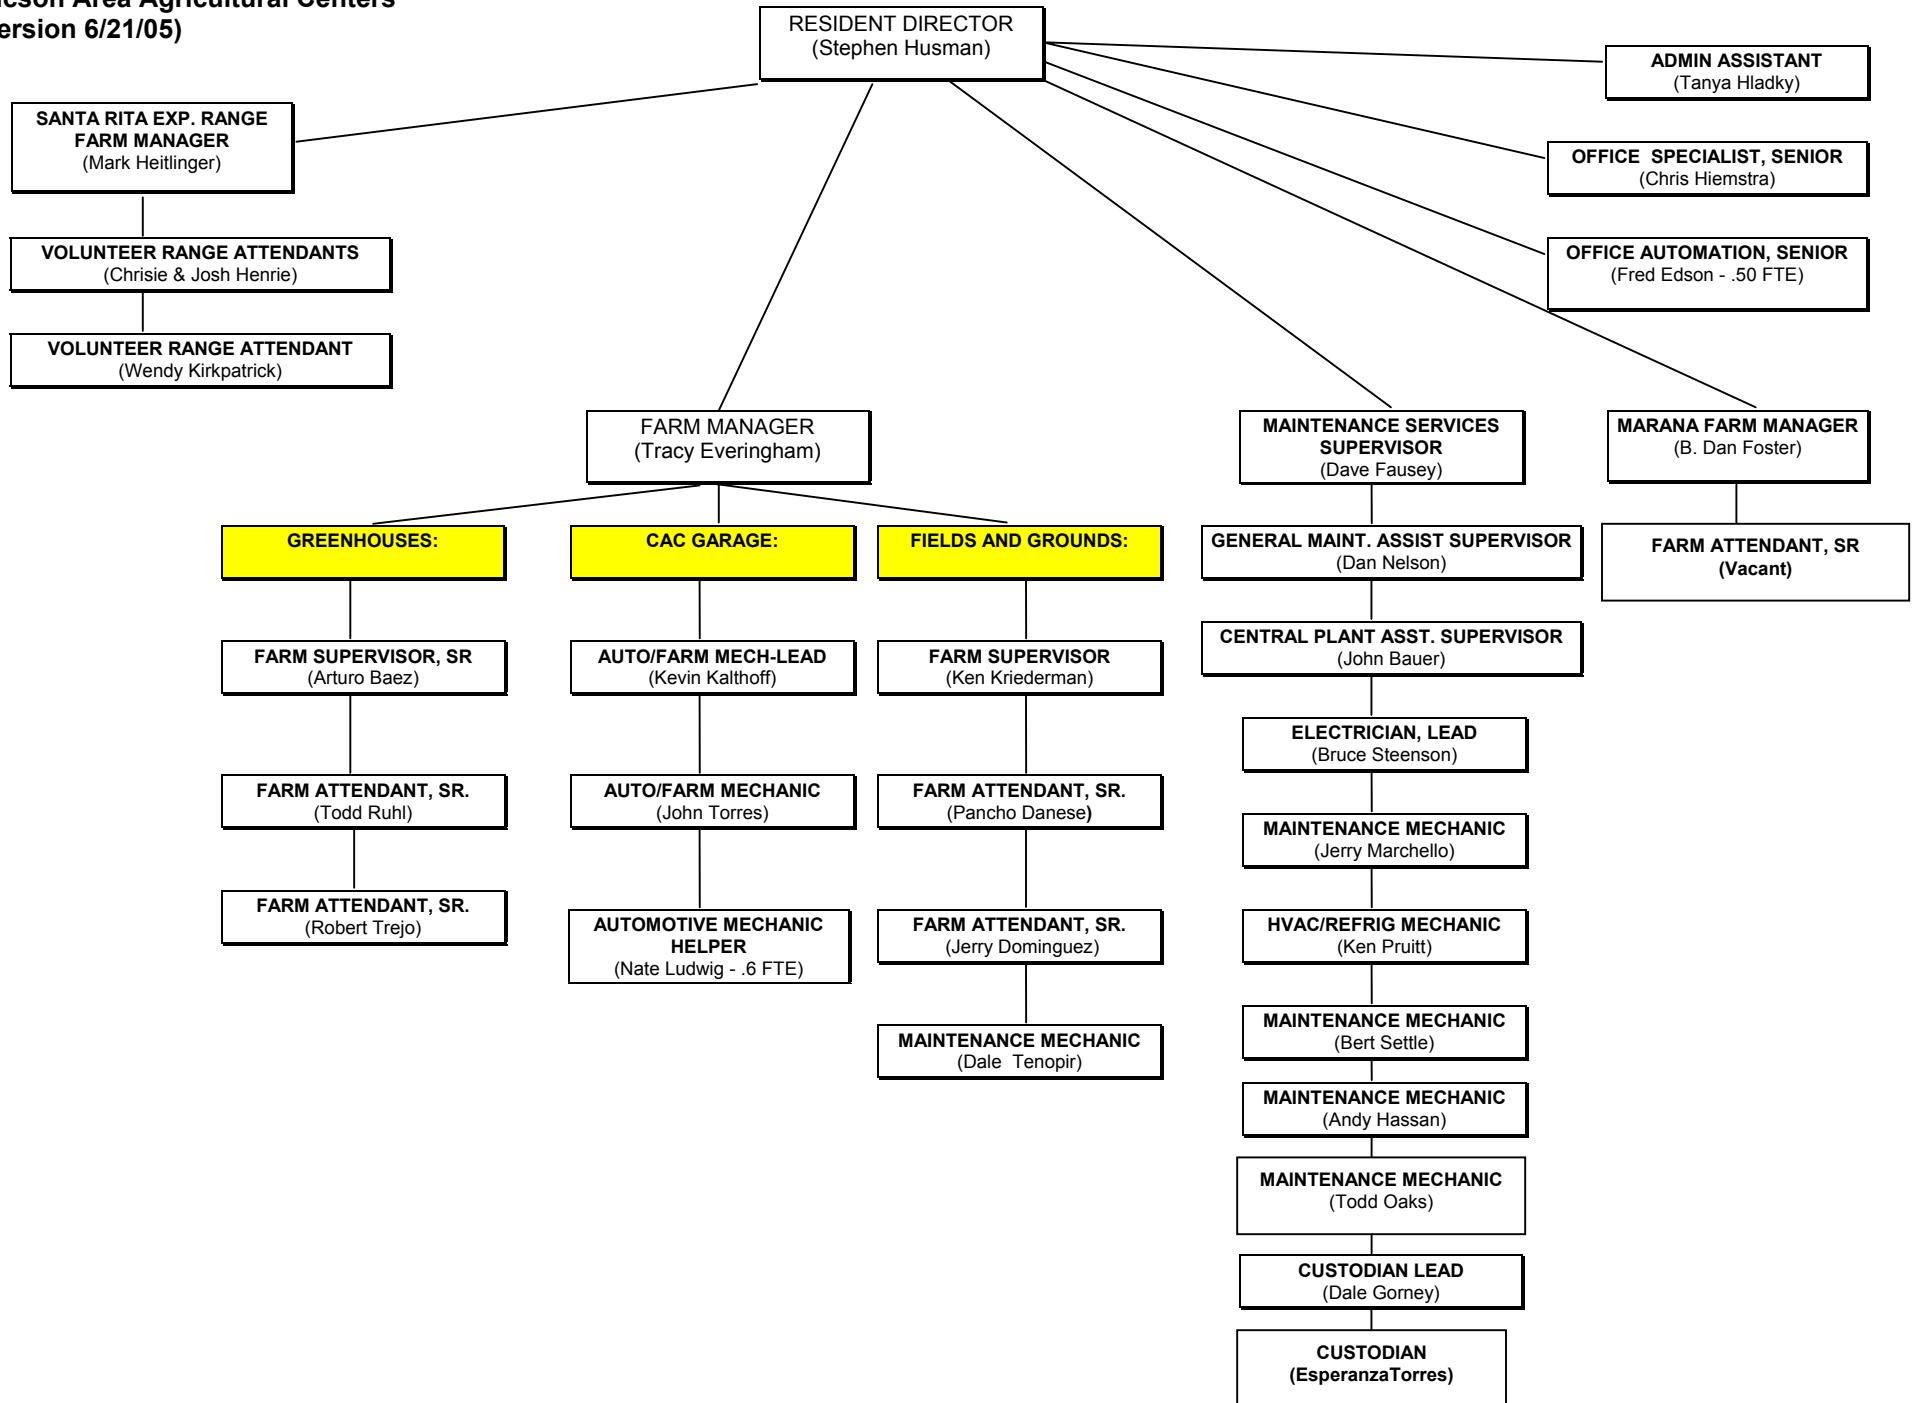 Agricultural Centers
6/21/05)
RESIDENT DIRECTOR
(Stephen Husman)
ADMIN ASSISTANT
(Tanya Hladky)
SANTA RITA EXP. RANGE
FARM MANAGER
(Mark Heitlinger)
OFFICE SPECIALIST, SENIOR
(Chris Hiemstra)
VOLUNTEER RANGE ATTENDANTS
(Chrisie & Josh Henrie)
OFFICE AUTOMATION, SENIOR
(Fred Edson - .50 FTE)
VOLUNTEER RANGE ATTENDANT
(Wendy Kirkpatrick)
FARM MANAGER
(Tracy Everingham)
MAINTENANCE SERVICES
SUPERVISOR
(Dave Fausey)
MARANA FARM MANAGER
(B. Dan Foster)
GREENHOUSES:
CAC GARAGE:
FIELDS AND GROUNDS:
GENERAL MAINT. ASSIST SUPERVISOR
(Dan Nelson)
FARM ATTENDANT, SR
(Vacant)
FARM SUPERVISOR, SR
(Arturo Baez)
AUTO/FARM MECH-LEAD
(Kevin Kalthoff)
FARM SUPERVISOR
(Ken Kriederman)
CENTRAL PLANT ASST. SUPERVISOR
(John Bauer)
ELECTRICIAN, LEAD
(Bruce Steenson)
FARM ATTENDANT, SR.
(Todd Ruhl)
AUTO/FARM MECHANIC
(John Torres)
FARM ATTENDANT, SR.
(Pancho Danese)
MAINTENANCE MECHANIC
(Jerry Marchello)
FARM ATTENDANT, SR.
(Robert Trejo)
AUTOMOTIVE MECHANIC
HELPER
(Nate Ludwig - .6 FTE)
FARM ATTENDANT, SR.
(Jerry Dominguez)
HVAC/REFRIG MECHANIC
(Ken Pruitt)
MAINTENANCE MECHANIC
(Dale Tenopir)
MAINTENANCE MECHANIC
(Bert Settle)
MAINTENANCE MECHANIC
(Andy Hassan)
MAINTENANCE MECHANIC
(Todd Oaks)
CUSTODIAN LEAD
(Dale Gorney)
CUSTODIAN
(EsperanzaTorres)